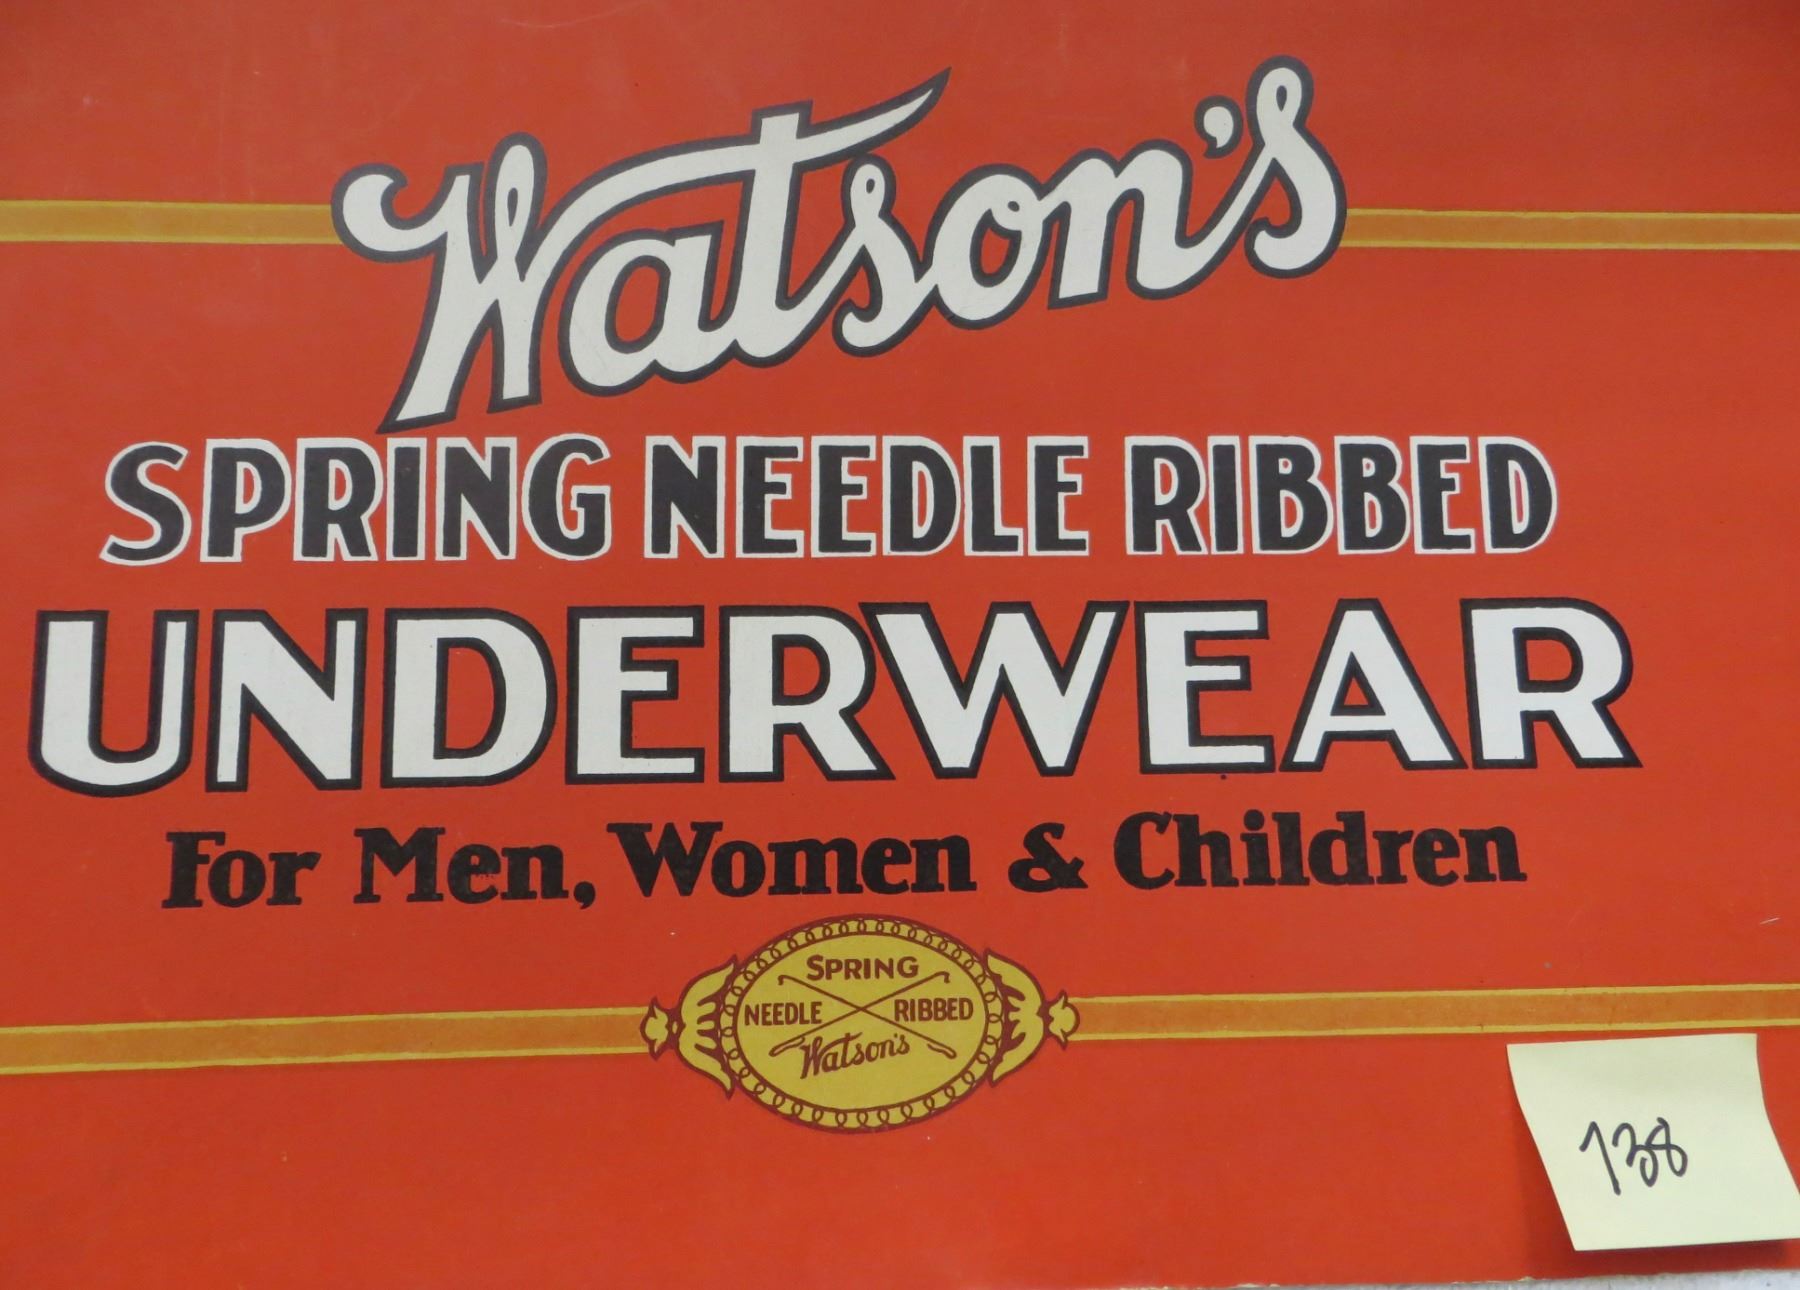 Watson's
SPRING NEEDLE RIBBED
UNDERWEAR
For Men, Women & Children
SPRING
NEEDLE RIBBED
Watson's
138